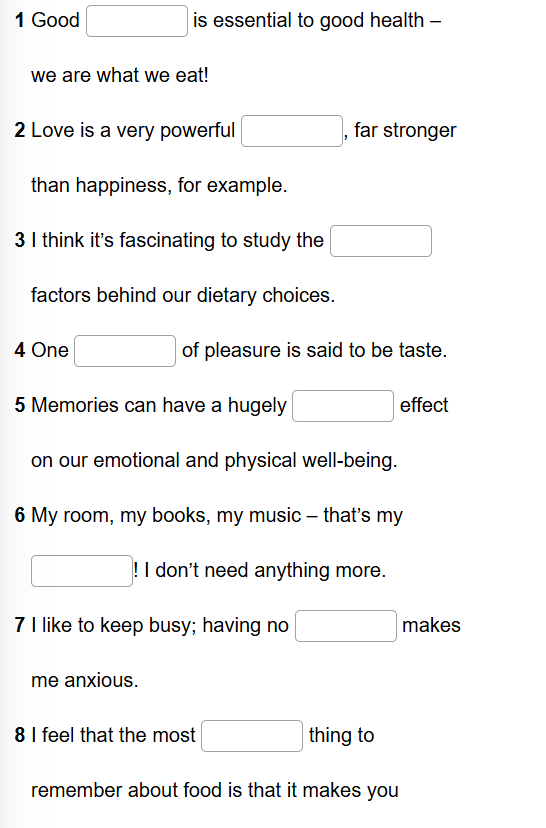 1 Good is essential to good health –
we are what we eat!
2 Love is a very powerful , far stronger
than happiness, for example.
3 I think it’s fascinating to study the
factors behind our dietary choices.
4 One of pleasure is said to be taste.
5 Memories can have a hugely effect
on our emotional and physical well-being.
6 My room, my books, my music – that’s my
! I don’t need anything more.
7 I like to keep busy; having no makes
me anxious.
8 I feel that the most thing to
remember about food is that it makes you